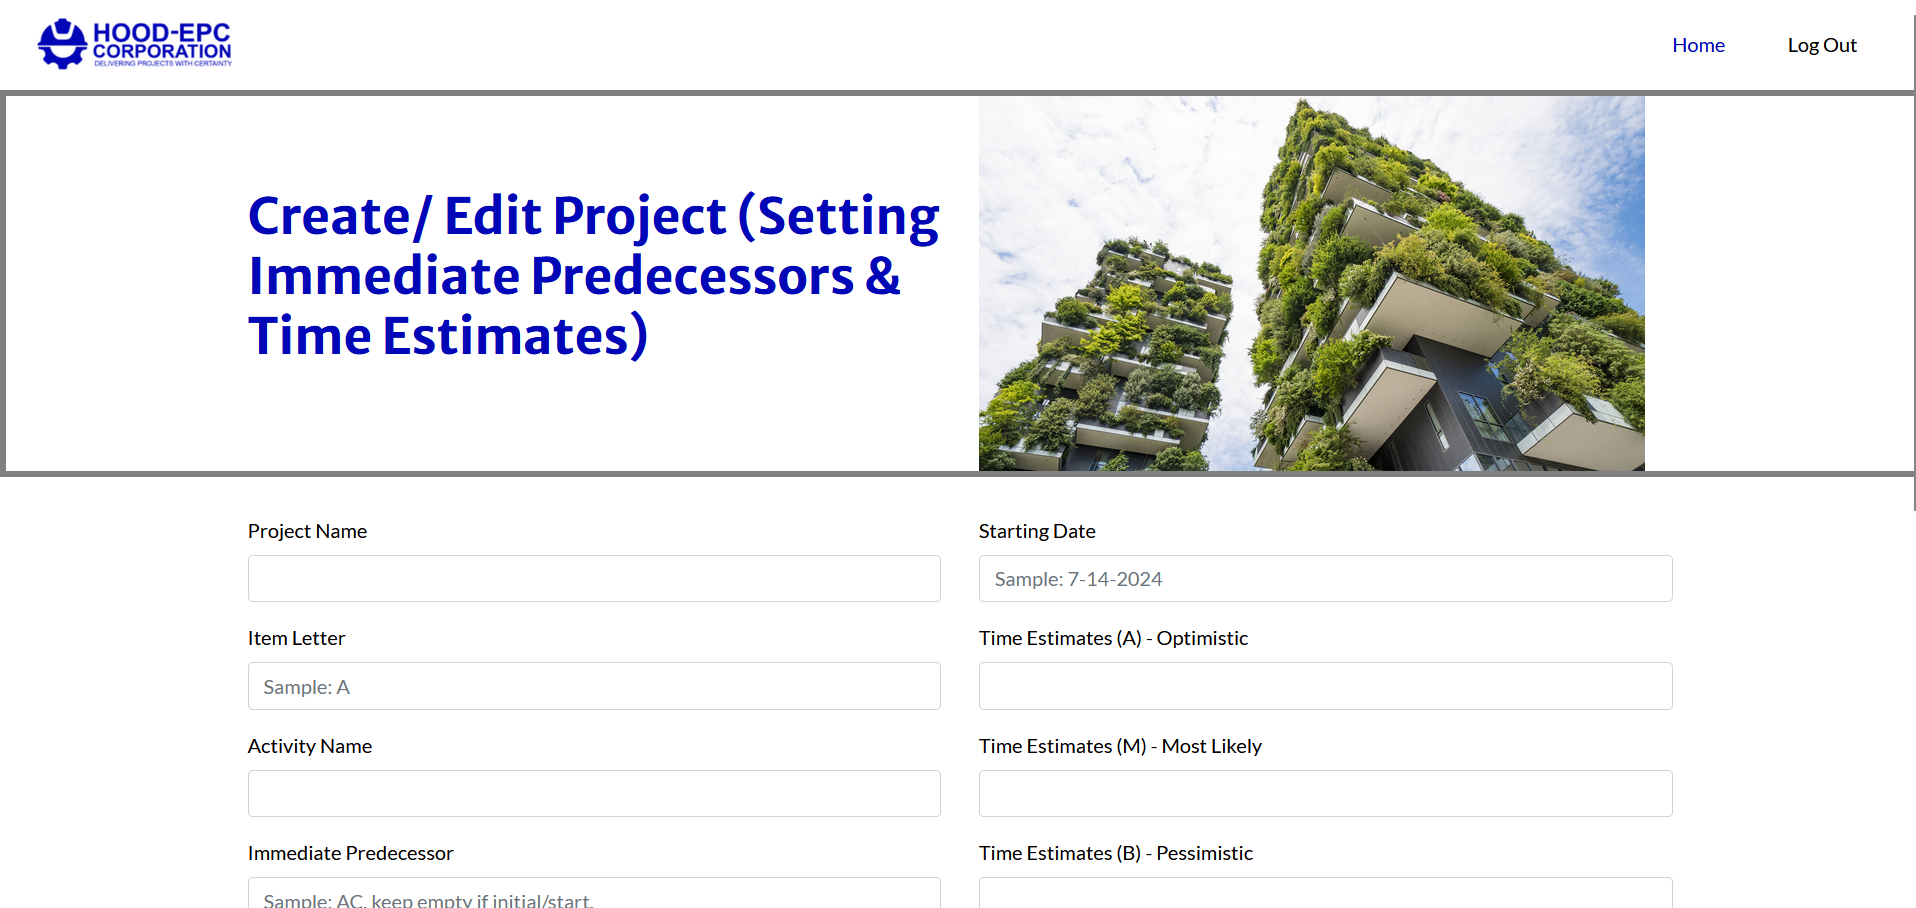 HOOD-EPC
CORPORATION
DELIVERING PROJECTS WITH CERTAINTY
Home
Log Out
Create/ Edit Project (Setting
Immediate Predecessors &
Time Estimates)
Project Name
Starting Date
Sample: 7-14-2024
Item Letter
Time Estimates (A) - Optimistic
Sample: A
Activity Name
Time Estimates (M) - Most Likely
Immediate Predecessor
Time Estimates (B) - Pessimistic
Sample: AC, keep empty if initial/start.